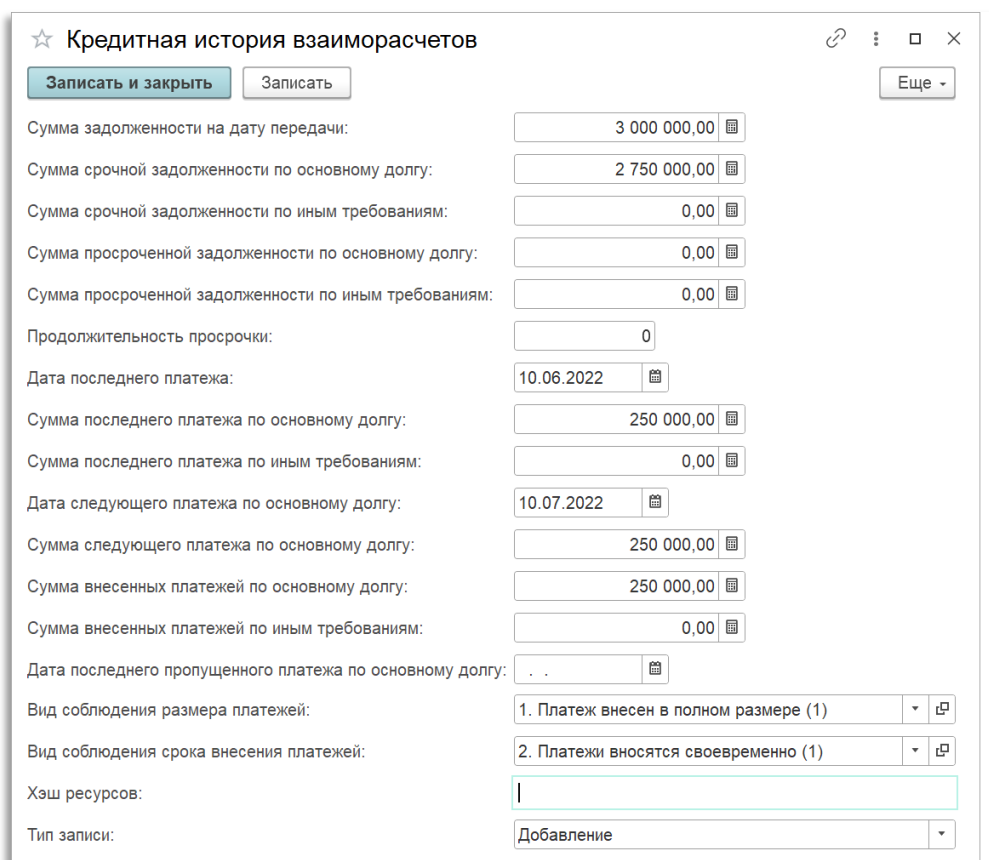 Кредитная история взаиморасчетов
Записать и закрыть Записать Еще
Сумма задолженности на дату передачи: 3 000 000,00
Сумма срочной задолженности по основному долгу: 2 750 000,00
Сумма срочной задолженности по иным требованиям: 0,00
Сумма просроченной задолженности по основному долгу: 0,00
Сумма просроченной задолженности по иным требованиям: 0,00
Продолжительность просрочки: 0
Дата последнего платежа: 10.06.2022
Сумма последнего платежа по основному долгу: 250 000,00
Сумма последнего платежа по иным требованиям: 0,00
Дата следующего платежа по основному долгу: 10.07.2022
Сумма следующего платежа по основному долгу: 250 000,00
Сумма внесенных платежей по основному долгу: 250 000,00
Сумма внесенных платежей по иным требованиям: 0,00
Дата последнего пропущенного платежа по основному долгу: . .
Вид соблюдения размера платежей: 1. Платеж внесен в полном размере (1)
Вид соблюдения срока внесения платежей: 2. Платежи вносятся своевременно (1)
Хэш ресурсов:
Тип записи: Добавление